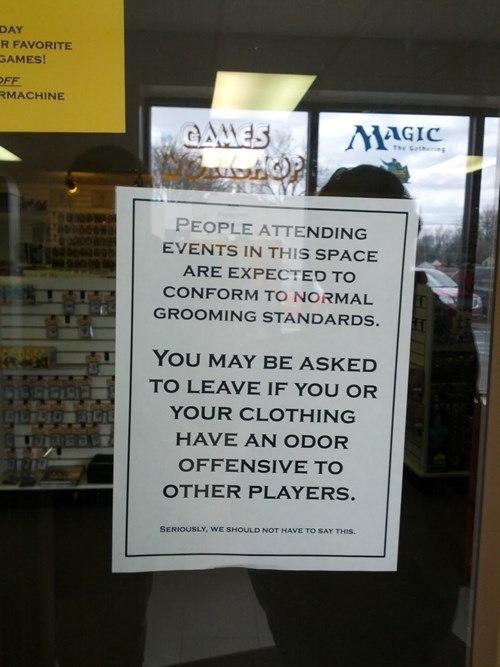 DAY
R FAVORITE
GAMES!
OFF
RMACHINE
GAMES
WORKSHOP
MAGIC
The Gathering
PEOPLE ATTENDING
EVENTS IN THIS SPACE
ARE EXPECTED TO
CONFORM TO NORMAL
GROOMING STANDARDS.
YOU MAY BE ASKED
TO LEAVE IF YOU OR
YOUR CLOTHING
HAVE AN ODOR
OFFENSIVE TO
OTHER PLAYERS.
SERIOUSLY, WE SHOULD NOT HAVE TO SAY THIS.